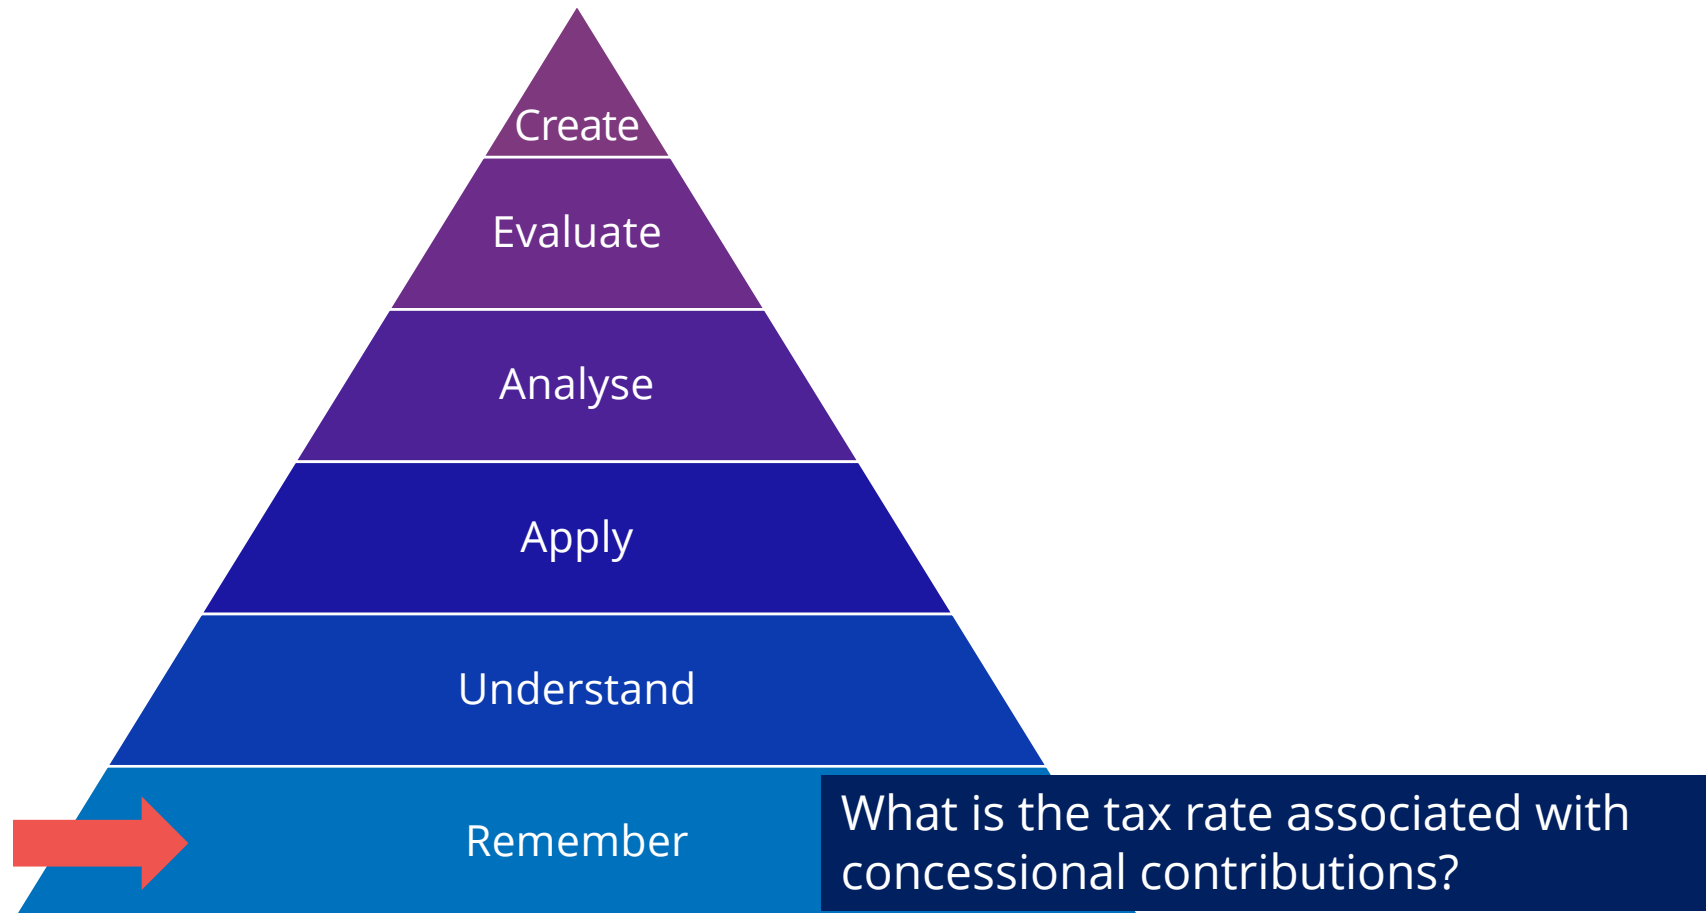 Create
Evaluate
Analyse
Apply
Understand
Remember
What is the tax rate associated with
concessional contributions?